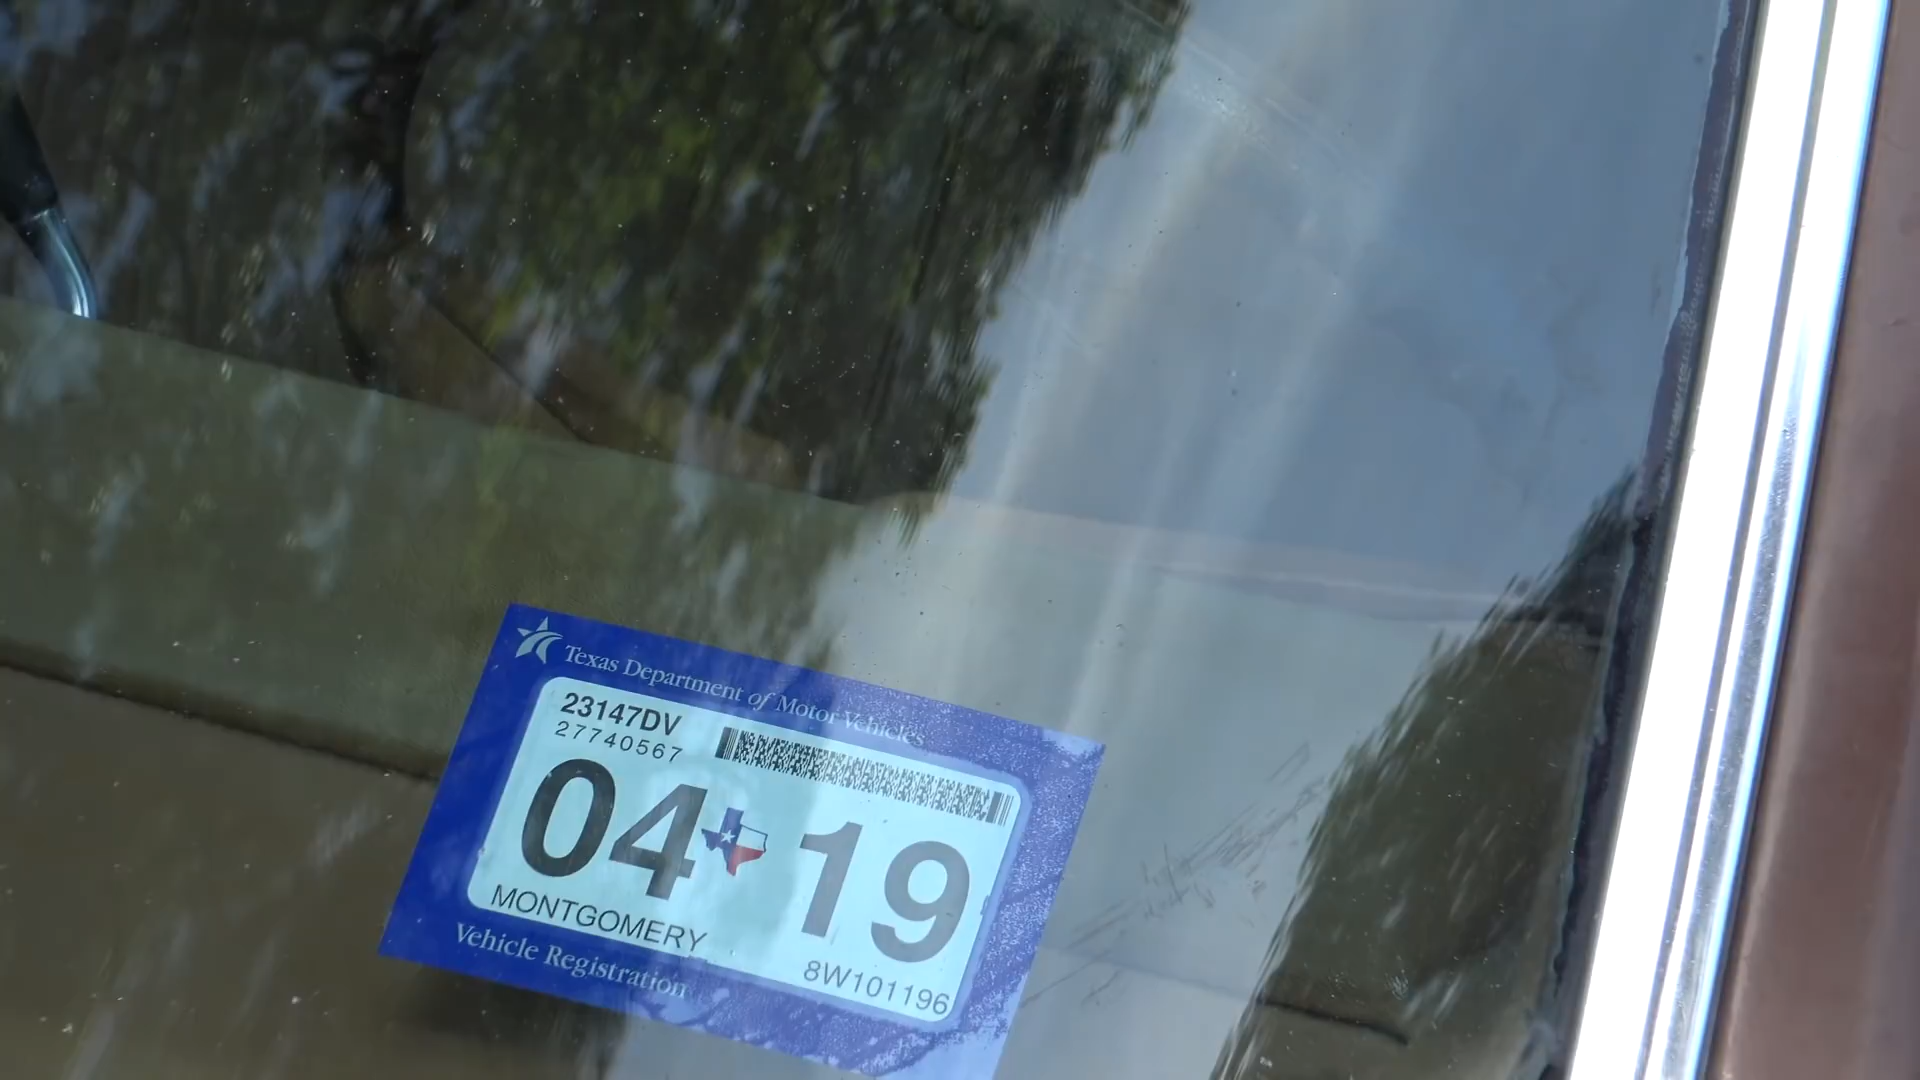 Texas Department of Motor Vehicles
23147DV
27740567
04 19
MONTGOMERY
8W101196
Vehicle Registration